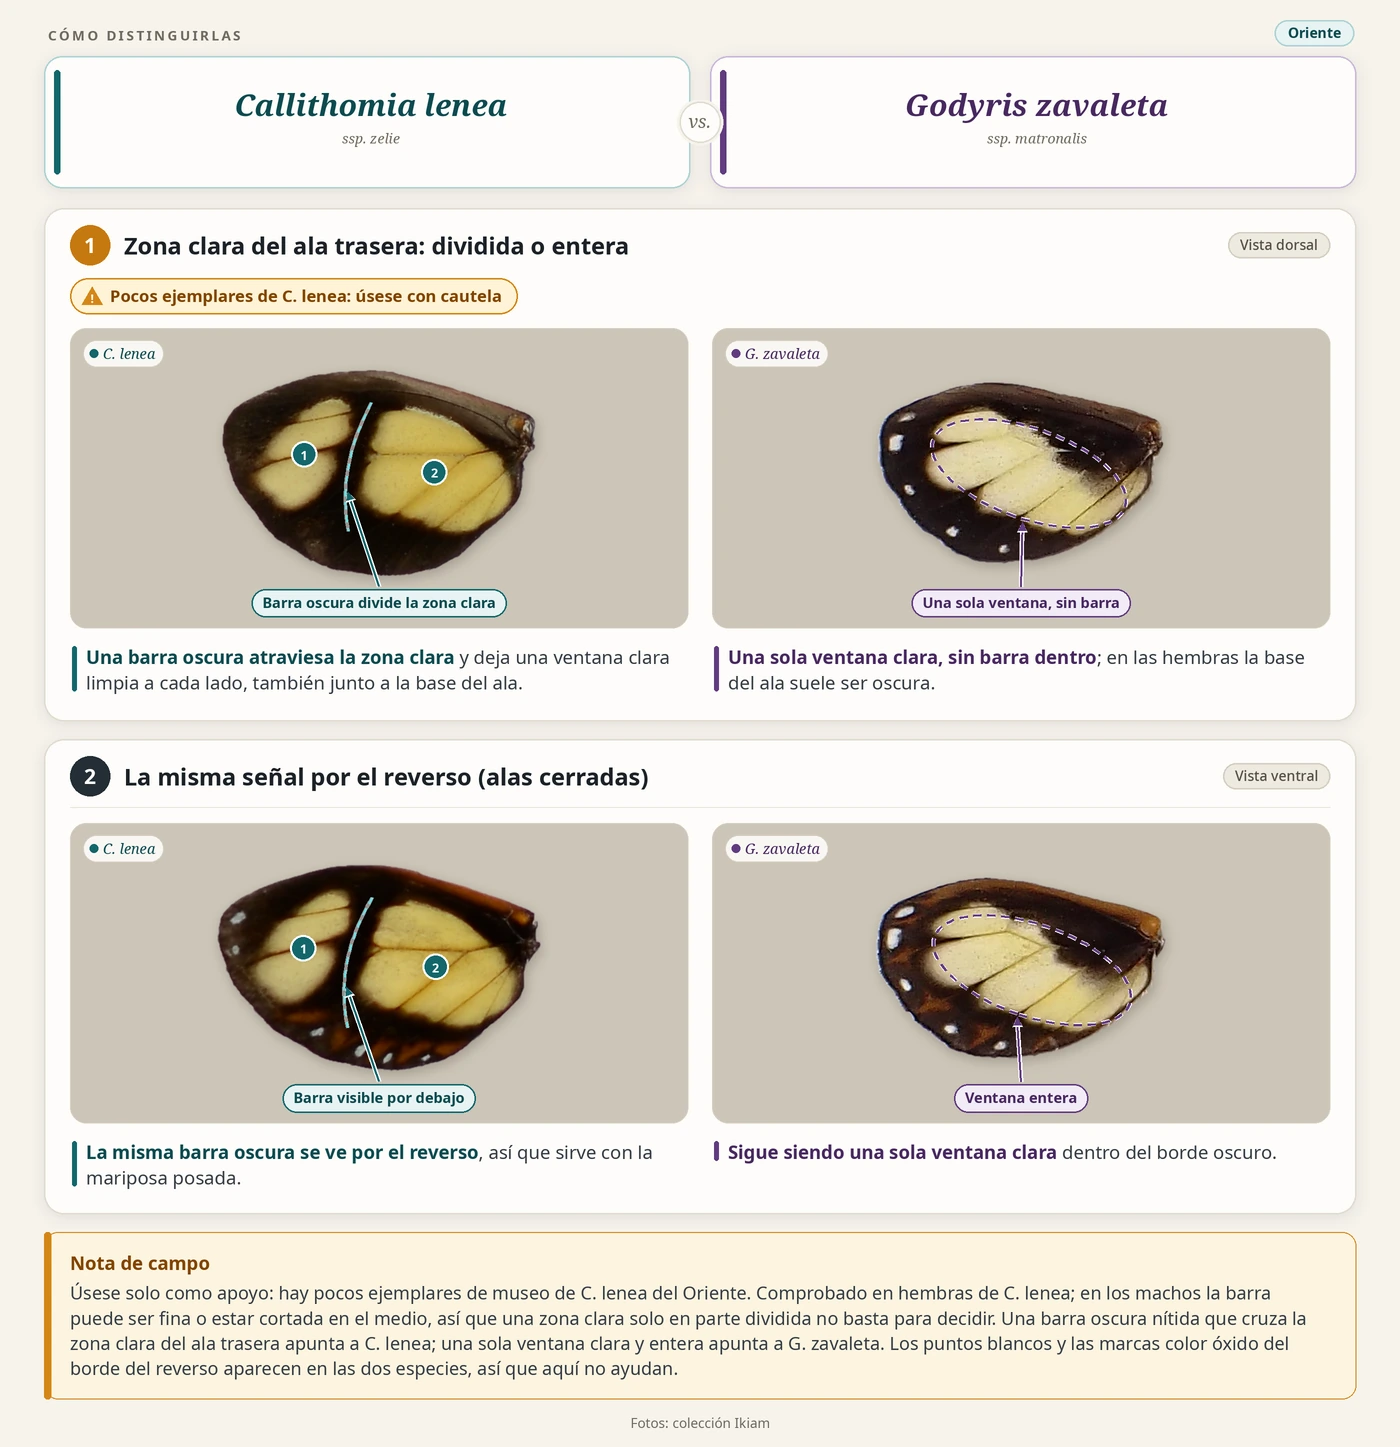 CÓMO DISTINGUIRLAS
Oriente
Callithomia lenea
ssp. zelie
vs.
Godyris zavaleta
ssp. matronalis
1 Zona clara del ala trasera: dividida o entera
Vista dorsal
Pocos ejemplares de C. lenea: úsese con cautela
C. lenea
1
2
Barra oscura divide la zona clara
G. zavaleta
Una sola ventana, sin barra
Una barra oscura atraviesa la zona clara y deja una ventana clara
limpia a cada lado, también junto a la base del ala.
Una sola ventana clara, sin barra dentro; en las hembras la base
del ala suele ser oscura.
2 La misma señal por el reverso (alas cerradas)
Vista ventral
C. lenea
1
2
Barra visible por debajo
G. zavaleta
Ventana entera
La misma barra oscura se ve por el reverso, así que sirve con la
mariposa posada.
Sigue siendo una sola ventana clara dentro del borde oscuro.
Nota de campo
Úsese solo como apoyo: hay pocos ejemplares de museo de C. lenea del Oriente. Comprobado en hembras de C. lenea; en los machos la barra
puede ser fina o estar cortada en el medio, así que una zona clara solo en parte dividida no basta para decidir. Una barra oscura nítida que cruza la
zona clara del ala trasera apunta a C. lenea; una sola ventana clara y entera apunta a G. zavaleta. Los puntos blancos y las marcas color óxido del
borde del reverso aparecen en las dos especies, así que aquí no ayudan.
Fotos: colección Ikiam